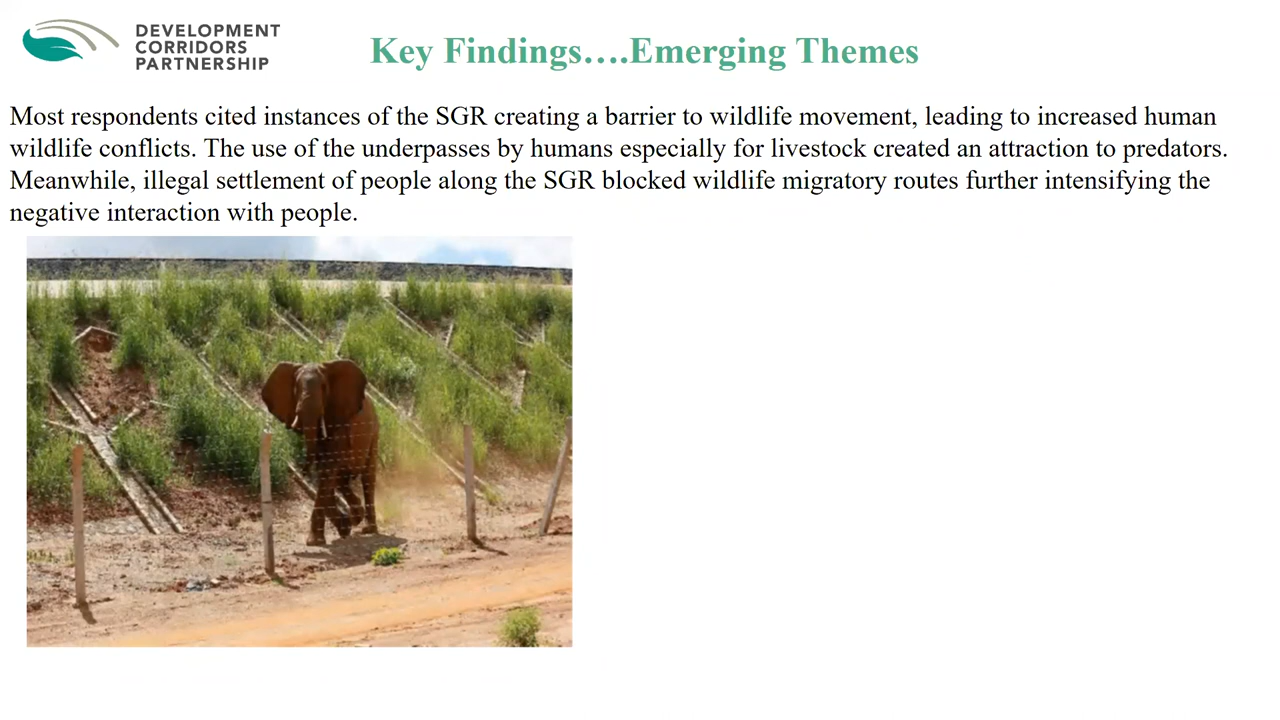 DEVELOPMENT
CORRIDORS
PARTNERSHIP
Key Findings….Emerging Themes
Most respondents cited instances of the SGR creating a barrier to wildlife movement, leading to increased human
wildlife conflicts. The use of the underpasses by humans especially for livestock created an attraction to predators.
Meanwhile, illegal settlement of people along the SGR blocked wildlife migratory routes further intensifying the
negative interaction with people.